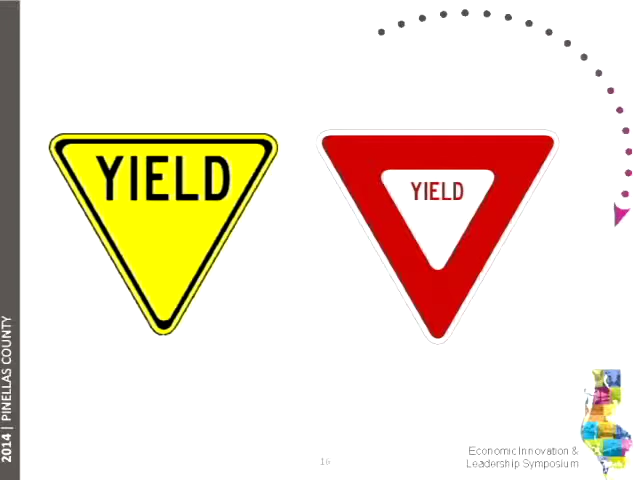 YIELD
YIELD
2014 | PINELLAS COUNTY
16
Economic Innovation &
Leadership Symposium